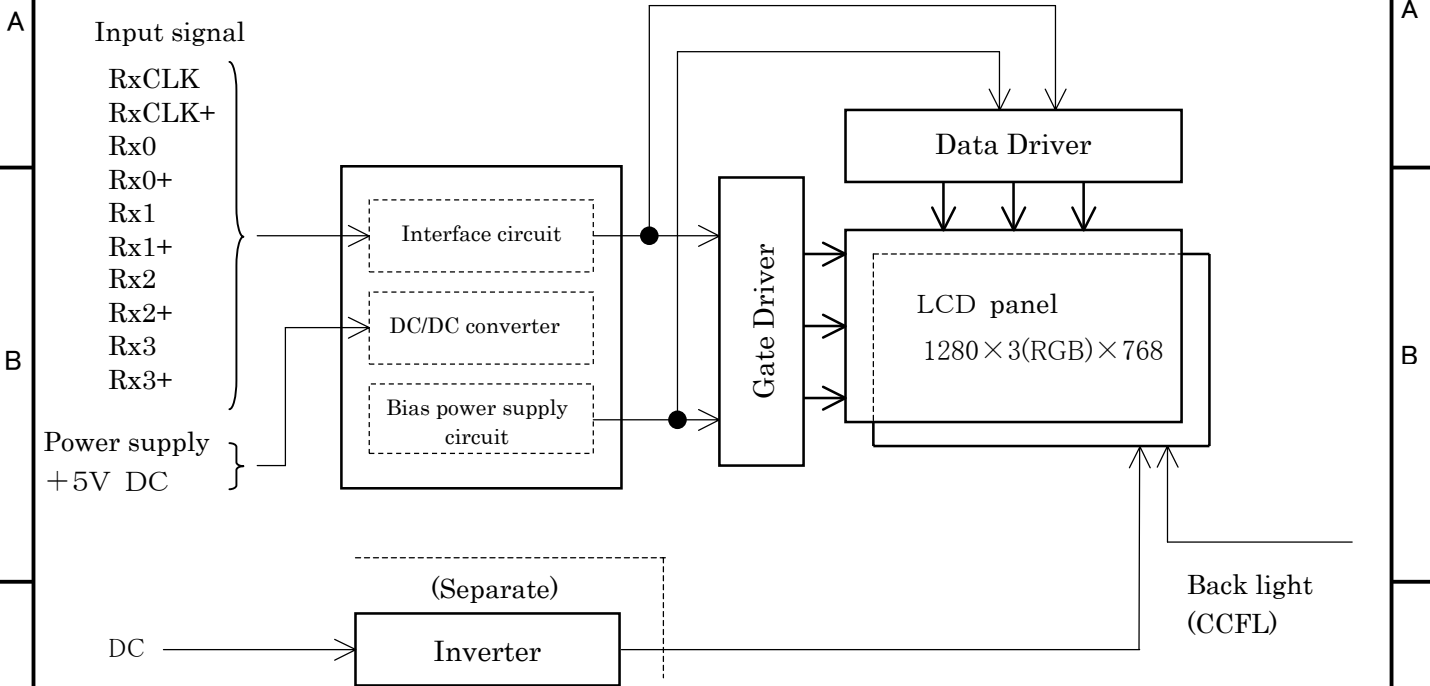 A
A
Input signal
RxCLK
RxCLK+
Rx0
Rx0+
Rx1
Rx1+
Rx2
Rx2+
Rx3
Rx3+
Power supply
+5V DC
Interface circuit
DC/DC converter
Bias power supply
circuit
Gate Driver
Data Driver
LCD panel
1280×3(RGB)×768
B
B
(Separate)
DC
Inverter
Back light
(CCFL)